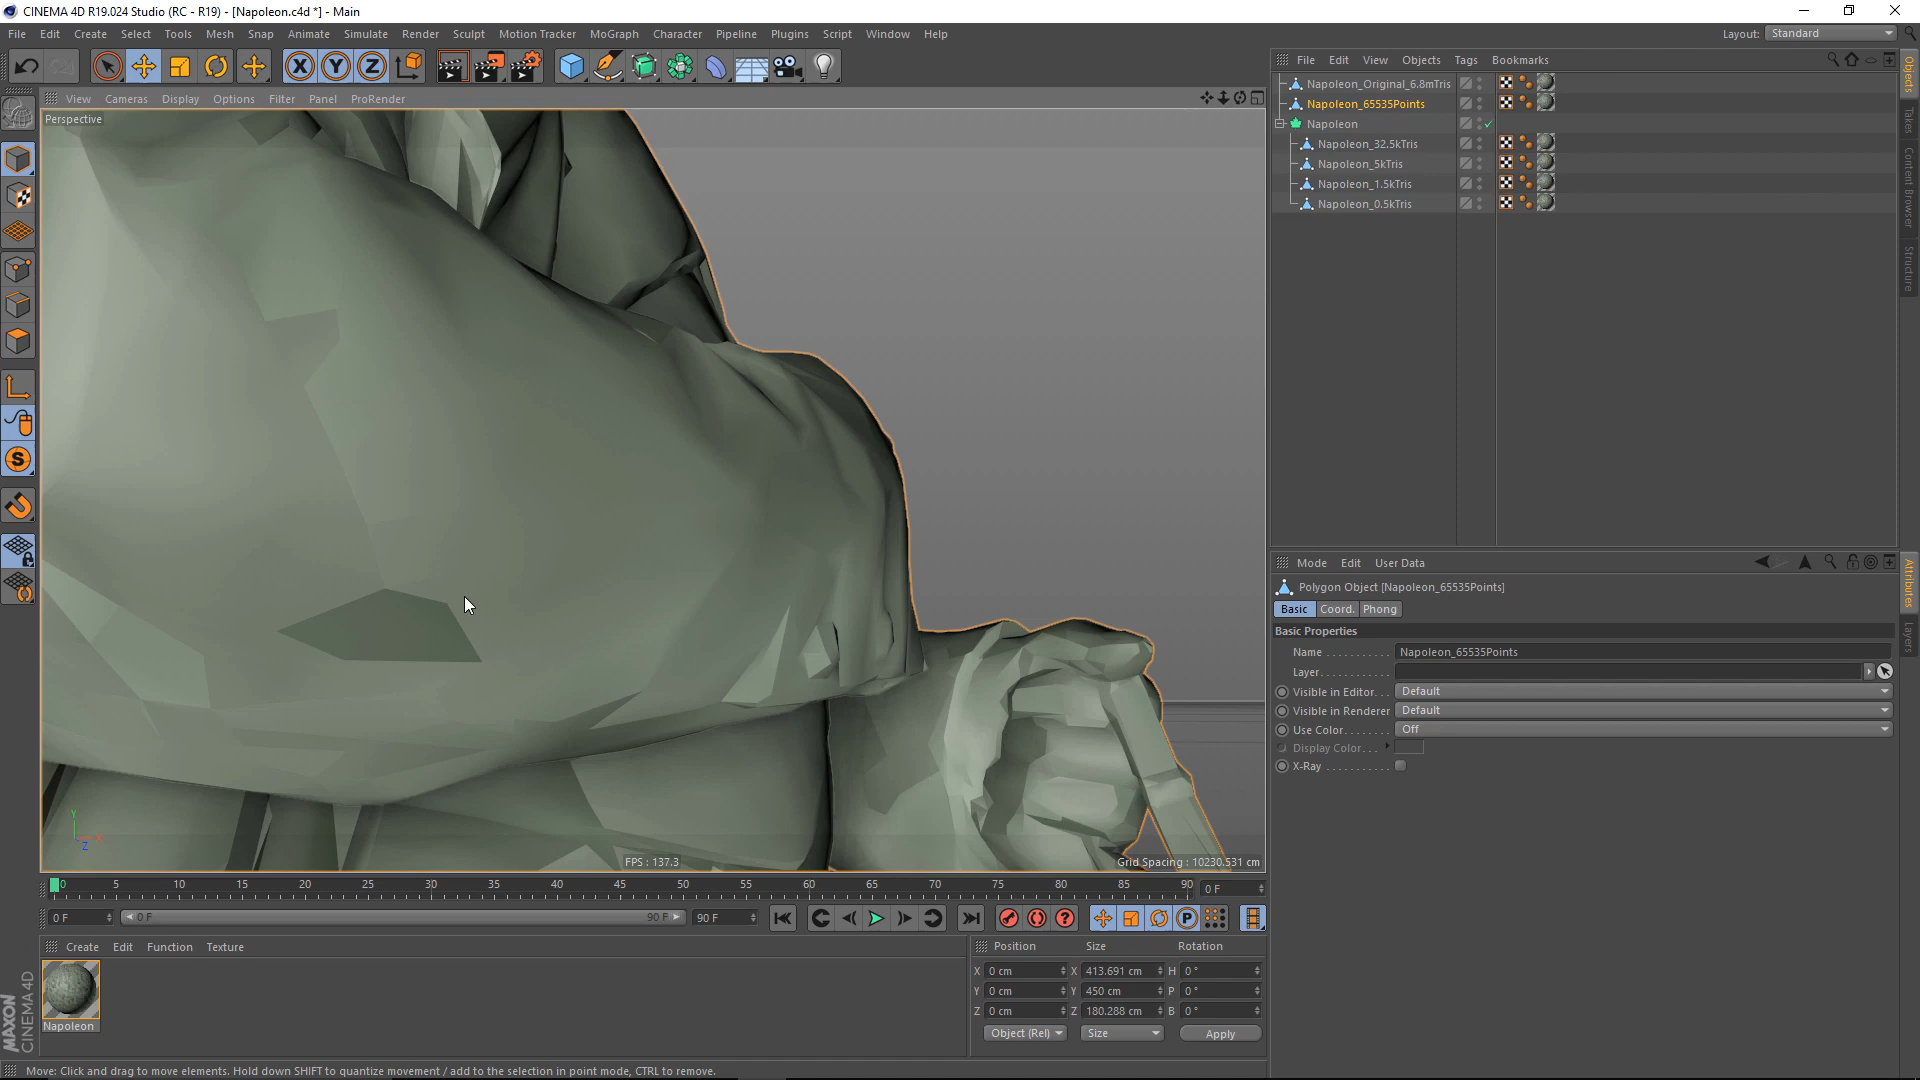 CINEMA 4D R19.024 Studio (RC - R19) - [Napoleon.c4d *] - Main
File Edit Create Select Tools Mesh Snap Animate Simulate Render Sculpt Motion Tracker MoGraph Character Pipeline Plugins Script Window Help Layout: Standard
X Y Z
File Edit View Objects Tags Bookmarks
View Cameras Display Options Filter Panel ProRender
Perspective
Napoleon_Original_6.8mTris
Napoleon_65535Points
Napoleon
Napoleon_32.5kTris
Napoleon_5kTris
Napoleon_1.5kTris
Napoleon_0.5kTris
Objects
Takes
Content Browser
Structure
Mode Edit User Data
Polygon Object [Napoleon_65535Points]
Basic Coord. Phong
Basic Properties
Name . . . . . . . . . . . Napoleon_65535Points
Layer. . . . . . . . . . . .
Visible in Editor. . . Default
Visible in Renderer Default
Use Color. . . . . . . . Off
Display Color. . .
X-Ray . . . . . . . . . . .
Attributes
Layers
Y
X
Z
FPS : 137.3
Grid Spacing : 10230.531 cm
0 5 10 15 20 25 30 35 40 45 50 55 60 65 70 75 80 85 90 0 F
0 F 0 F 90 F 90 F
P
Create Edit Function Texture
Napoleon
Position Size Rotation
X 0 cm X 413.691 cm H 0 °
Y 0 cm Y 450 cm P 0 °
Z 0 cm Z 180.288 cm B 0 °
Object (Rel) Size Apply
MAXON
CINEMA 4D
Move: Click and drag to move elements. Hold down SHIFT to quantize movement / add to the selection in point mode, CTRL to remove.